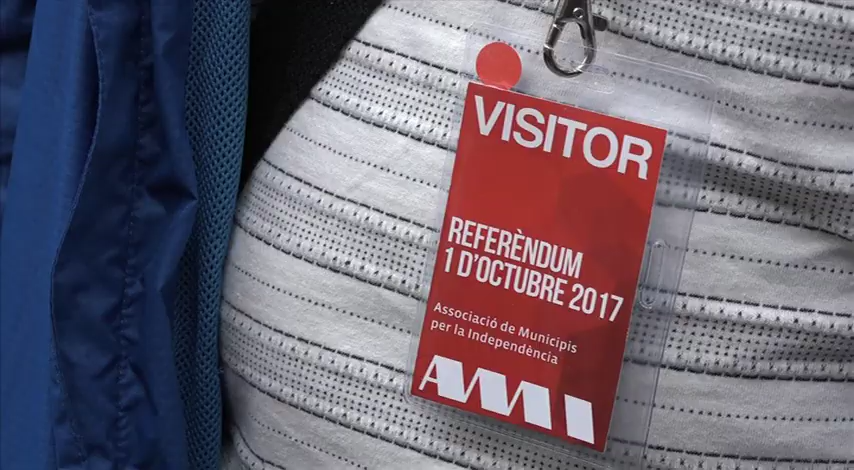 VISITOR
REFERÈNDUM
1 D'OCTUBRE 2017
Associació de Municipis
per la Independència
AMI